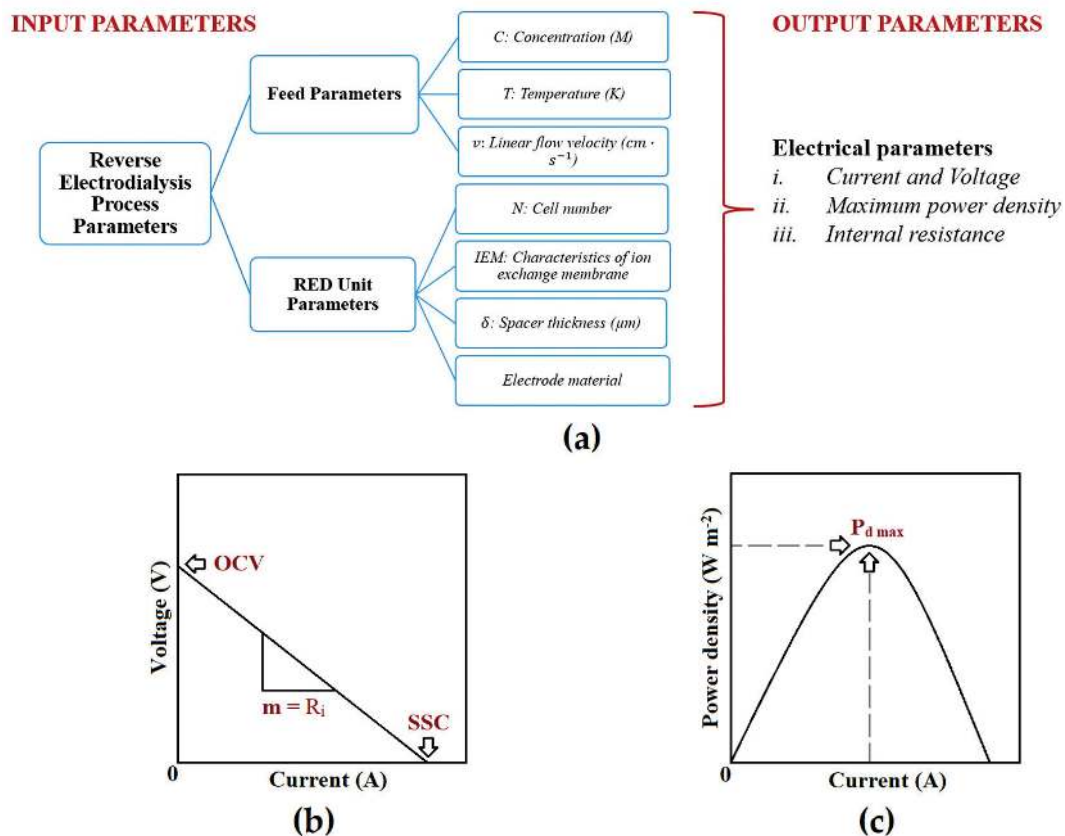 INPUT PARAMETERS
OUTPUT PARAMETERS
Reverse
Electrodialysis
Process
Parameters
Feed Parameters
C: Concentration (M)
T: Temperature (K)
v: Linear flow velocity (cm ·
s⁻¹)
RED Unit
Parameters
N: Cell number
IEM: Characteristics of ion
exchange membrane
δ: Spacer thickness (μm)
Electrode material
Electrical parameters
i. Current and Voltage
ii. Maximum power density
iii. Internal resistance
(a)
Voltage (V)
OCV
m = Rᵢ
SSC
0
Current (A)
(b)
Power density (W m⁻²)
P d max
0
Current (A)
(c)